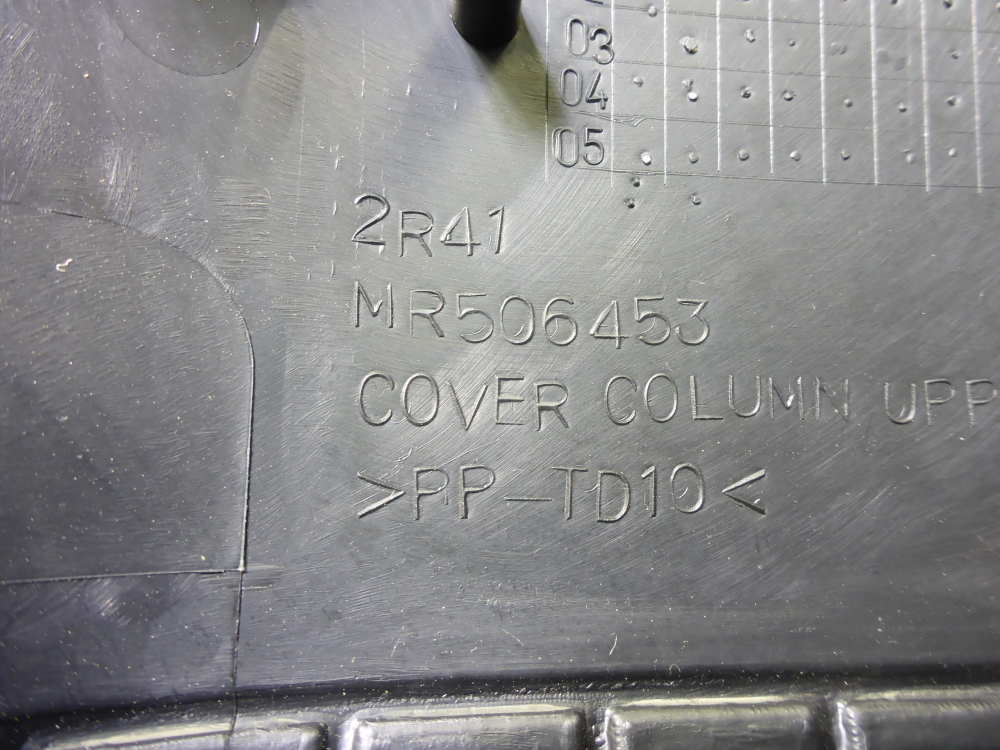 03
04
05
2R41
MR506453
COVER COLUMN UPP
>PP-TD10<